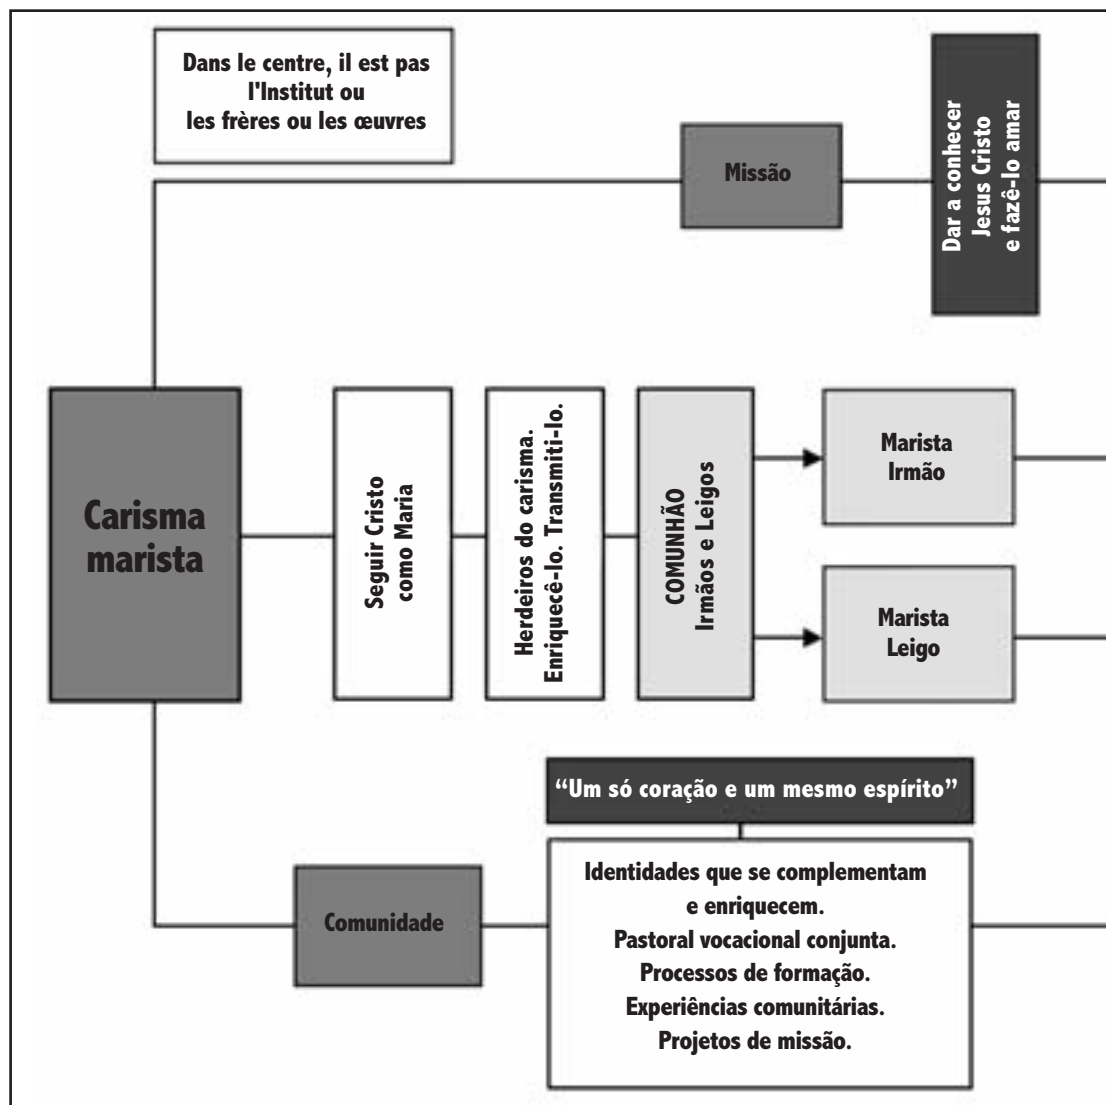 Dans le centre, il est pas
l'Institut ou
les frères ou les œuvres
Missão
Dar a conhecer
Jesus Cristo
e fazê-lo amar
Carisma
marista
Seguir Cristo
como Maria
Herdeiros do carisma.
Enriquecê-lo. Transmiti-lo.
COMUNHÃO
Irmãos e Leigos
Marista
Irmão
Marista
Leigo
“Um só coração e um mesmo espírito”
Comunidade
Identidades que se complementam
e enriquecem.
Pastoral vocacional conjunta.
Processos de formação.
Experiências comunitárias.
Projetos de missão.